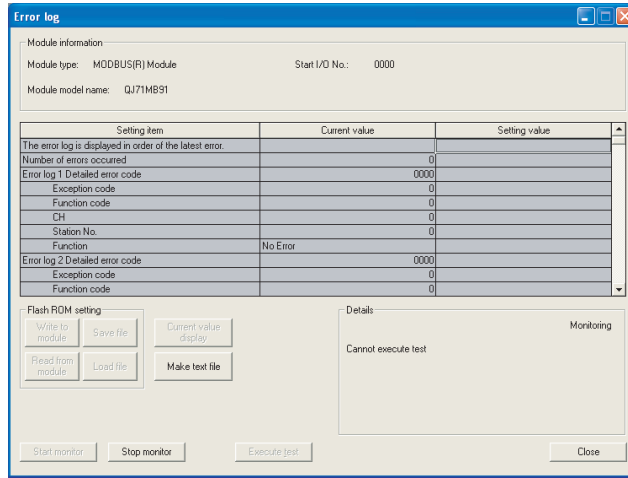 Error log
Module information
Module type: MODBUS(R) Module Start I/O No.: 0000
Module model name: QJ71MB91
Setting item Current value Setting value
The error log is displayed in order of the latest error.
Number of errors occurred 0
Error log 1 Detailed error code 0000
Exception code 0
Function code 0
CH 0
Station No. 0
Function No Error
Error log 2 Detailed error code 0000
Exception code 0
Function code 0
Flash ROM setting
Write to module
Save file
Current value display
Read from module
Load file
Make text file
Details
Monitoring
Cannot execute test
Start monitor Stop monitor Execute test Close